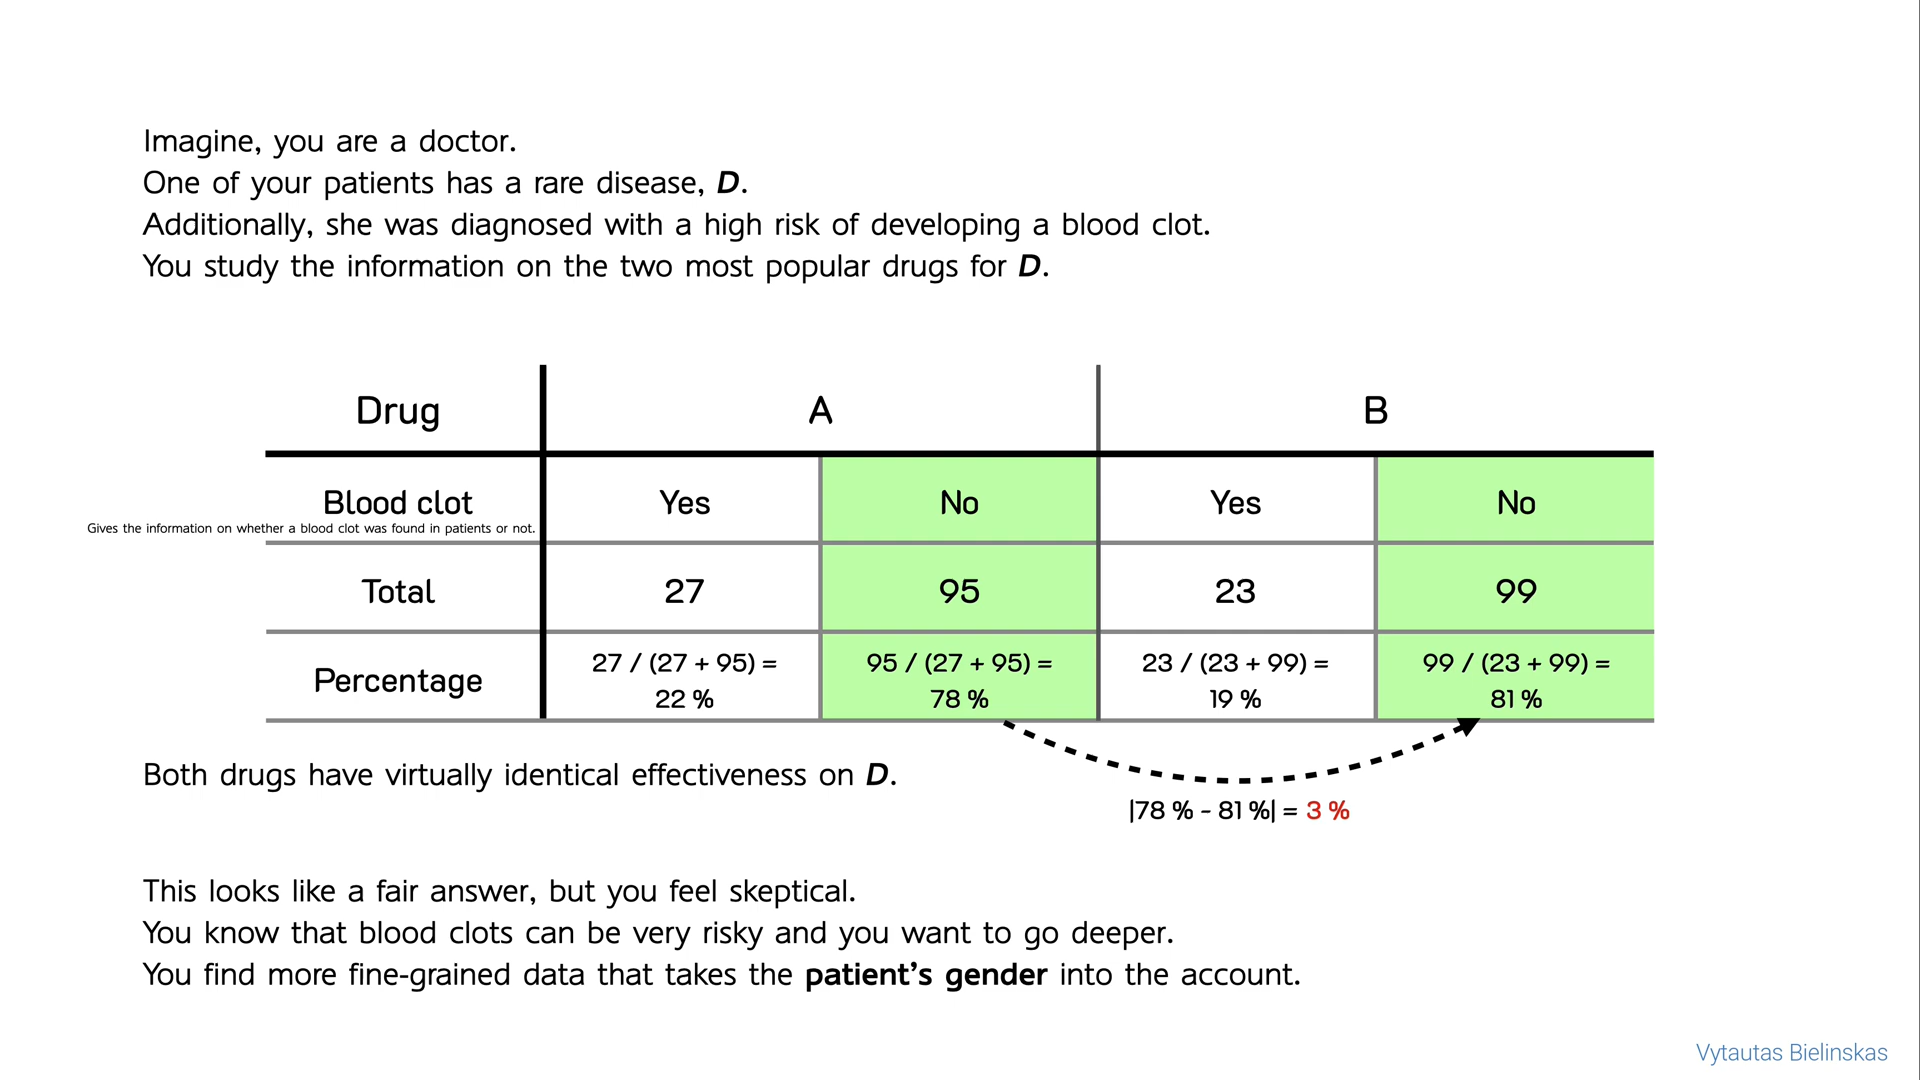 Imagine, you are a doctor.
One of your patients has a rare disease, D.
Additionally, she was diagnosed with a high risk of developing a blood clot.
You study the information on the two most popular drugs for D.
Drug A B
Blood clot Yes No Yes No
Gives the information on whether a blood clot was found in patients or not.
Total 27 95 23 99
Percentage 27 / (27 + 95) = 95 / (27 + 95) = 23 / (23 + 99) = 99 / (23 + 99) =
22 % 78 % 19 % 81 %
Both drugs have virtually identical effectiveness on D.
|78 % - 81 %| = 3 %
This looks like a fair answer, but you feel skeptical.
You know that blood clots can be very risky and you want to go deeper.
You find more fine-grained data that takes the patient's gender into the account.
Vytautas Bielinskas